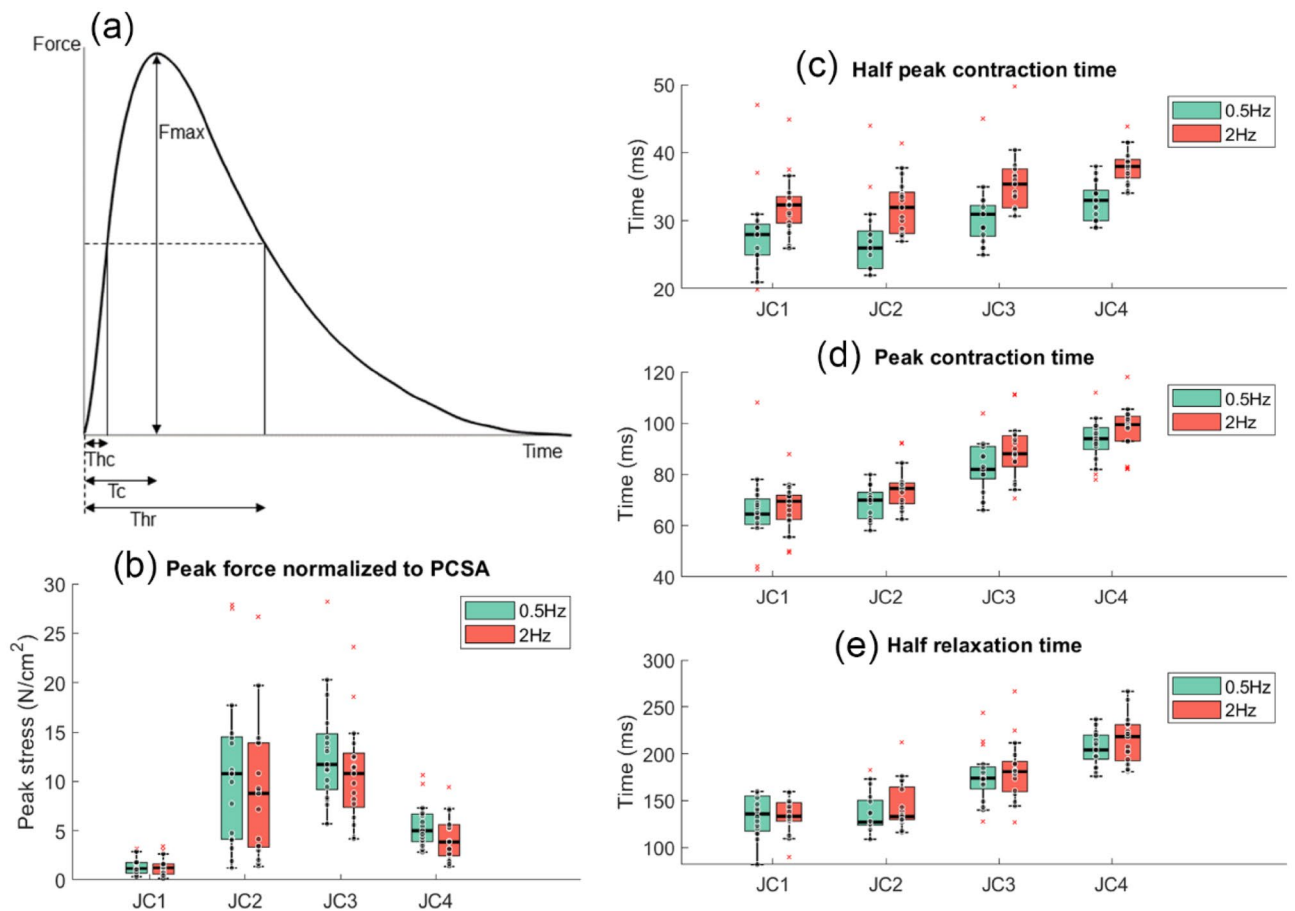 (a)
Force
Fmax
Time
Thc
Tc
Thr
(b) Peak force normalized to PCSA
30
25
20
15
10
5
0
Peak stress (N/cm²)
0.5Hz
2Hz
JC1 JC2 JC3 JC4
(c) Half peak contraction time
50
40
30
20
Time (ms)
0.5Hz
2Hz
JC1 JC2 JC3 JC4
(d) Peak contraction time
120
100
80
60
40
Time (ms)
0.5Hz
2Hz
JC1 JC2 JC3 JC4
(e) Half relaxation time
300
250
200
150
100
Time (ms)
0.5Hz
2Hz
JC1 JC2 JC3 JC4